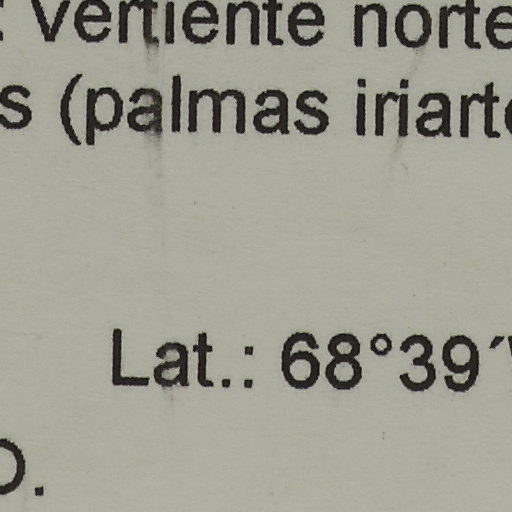 : vertiente norte
s (palmas iriarte
Lat.: 68°39´W
O.